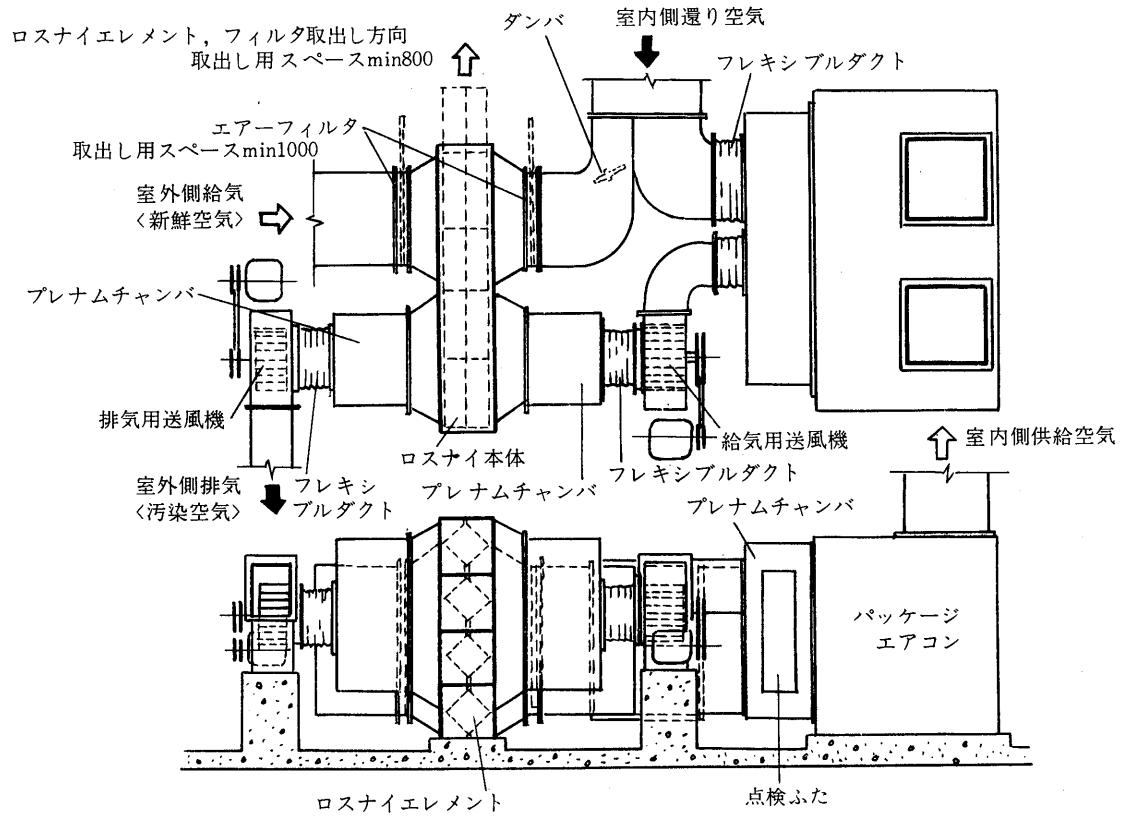 ダンパ
室内側還り空気
ロスナイエレメント，フィルタ取出し方向
取出し用スペースmin800
フレキシブルダクト
エアーフィルタ
取出し用スペースmin1000
室外側給気
〈新鮮空気〉
プレナムチャンバ
排気用送風機
ロスナイ本体
給気用送風機
室内側供給空気
フレキシブルダクト
プレナムチャンバ
室外側排気
〈汚染空気〉
フレキシ
ブルダクト
プレナムチャンバ
パッケージ
エアコン
ロスナイエレメント
点検ふた